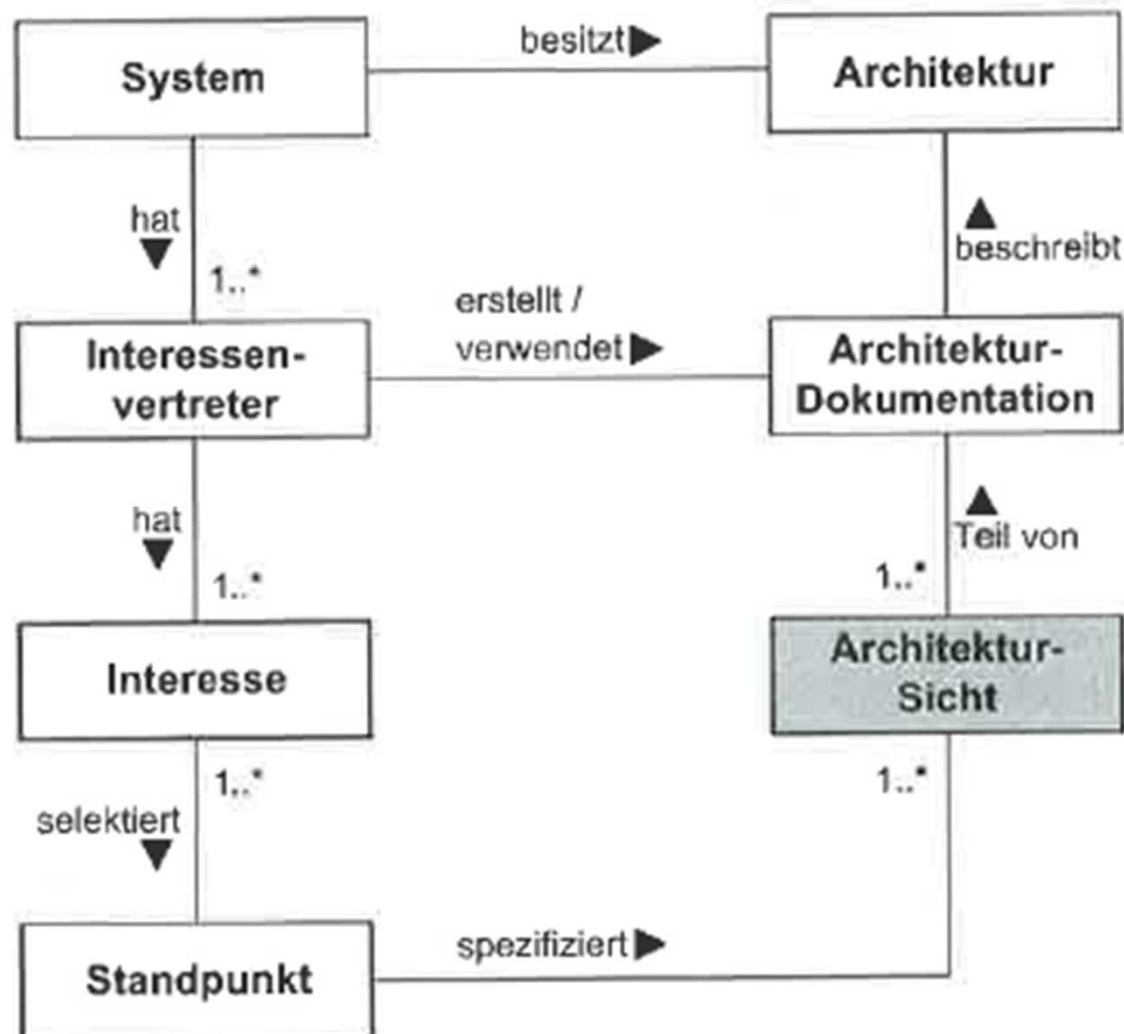 System
besitzt▶
Architektur
hat
▼
1..*
▲
beschreibt
Interessen-
vertreter
erstellt /
verwendet▶
Architektur-
Dokumentation
hat
▼
1..*
▲
Teil von
1..*
Interesse
Architektur-
Sicht
1..*
1..*
selektiert
▼
Standpunkt
spezifiziert▶